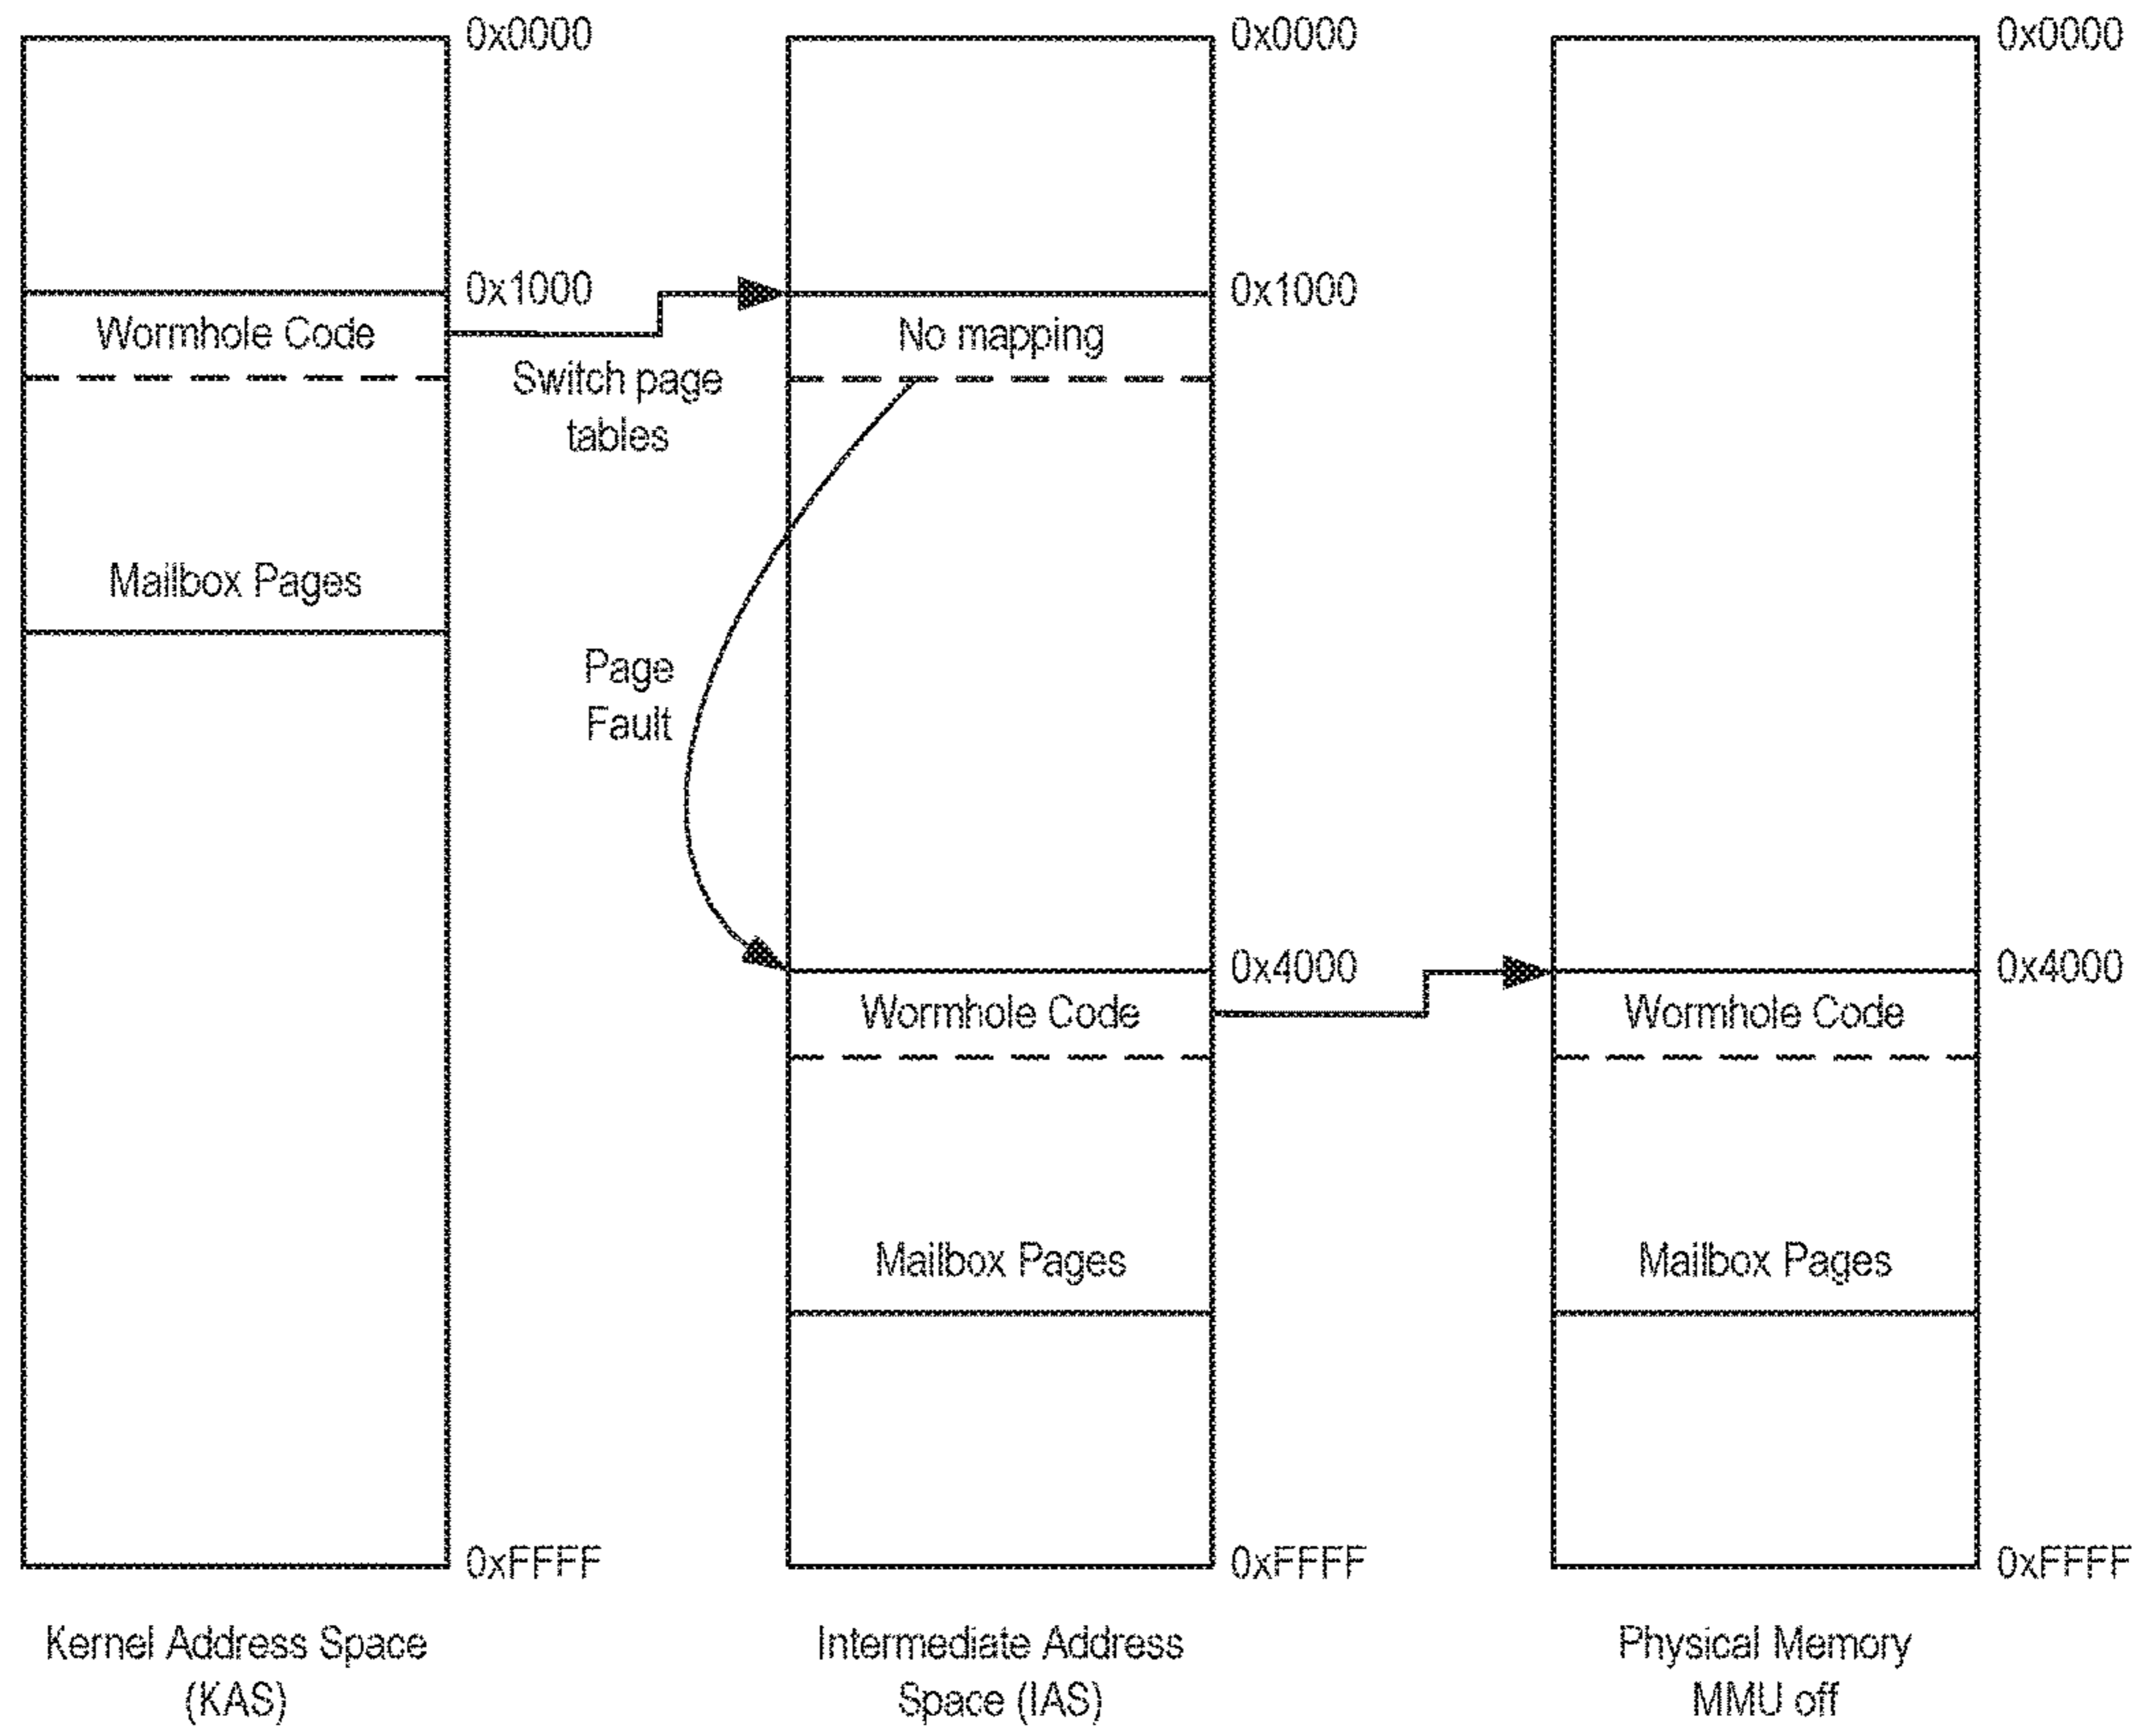 0x0000
0x0000
0x0000
0x1000
0x1000
Wormhole Code
No mapping
Switch page
tables
Mailbox Pages
Page
Fault
0x4000
0x4000
Wormhole Code
Wormhole Code
Mailbox Pages
Mailbox Pages
0xFFFF
0xFFFF
0xFFFF
Kernel Address Space
(KAS)
Intermediate Address
Space (IAS)
Physical Memory
MMU off